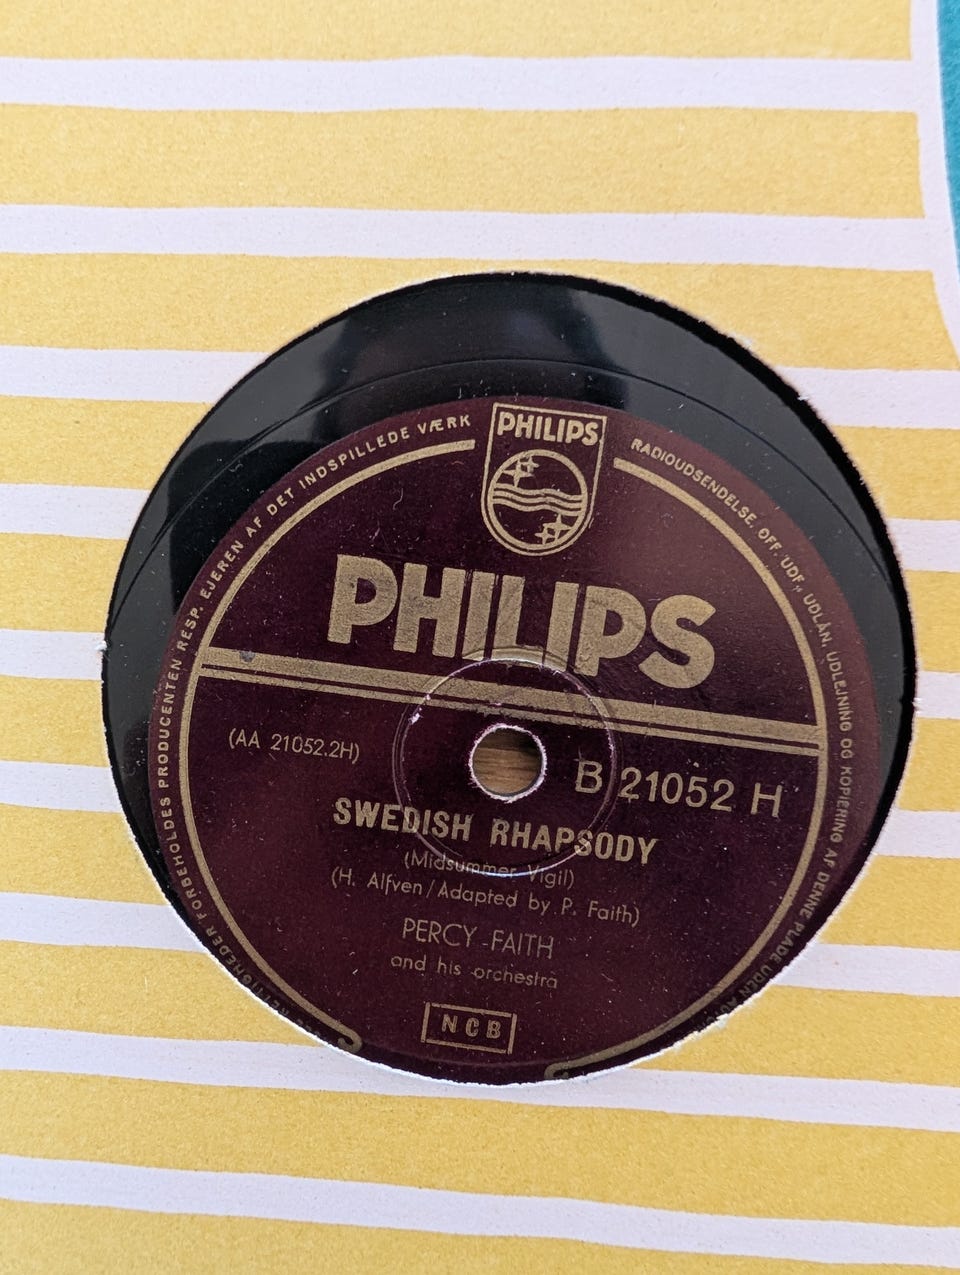 PHILIPS
RETTIGHEDER FORBEHOLDES PRODUCENTEN RESP. EJEREN AF DET INDSPILLEDE VÆRK
RADIOUDSENDELSE, OFF. UDF., UDLÅN, UDLEJNING OG KOPIERING AF DENNE PLADE UDEN
PHILIPS
(AA 21052.2H)
B 21052 H
SWEDISH RHAPSODY
(Midsummer Vigil)
(H. Alfven/Adapted by P. Faith)
PERCY FAITH
and his orchestra
NCB